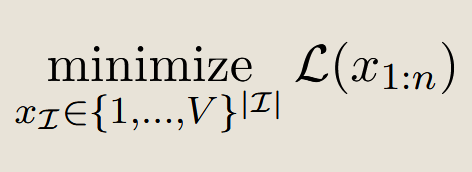 minimize ℒ(x_{1:n})
x_ℐ∈{1,...,V}^{|ℐ|}